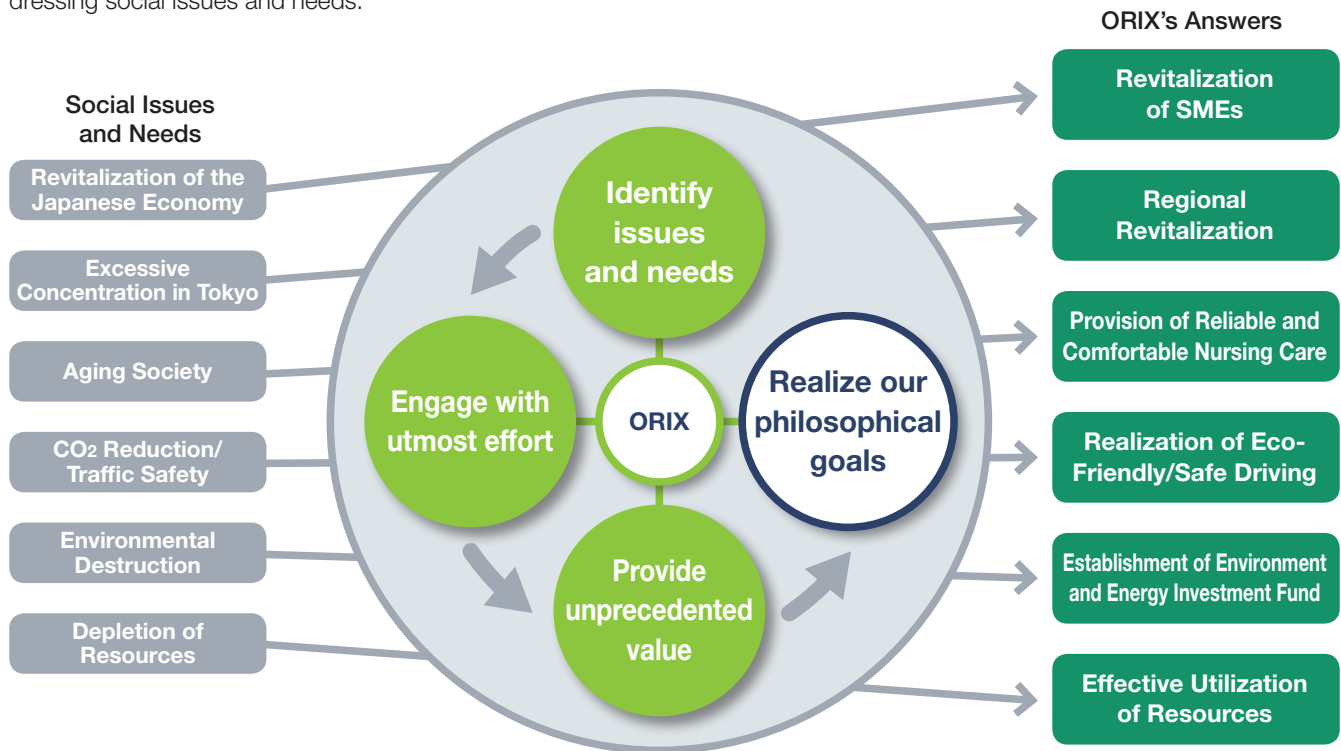 dressing social issues and needs.
Social Issues
and Needs
Revitalization of the
Japanese Economy
Excessive
Concentration in Tokyo
Aging Society
CO2 Reduction/
Traffic Safety
Environmental
Destruction
Depletion of
Resources
Identify
issues
and needs
Engage with
utmost effort
ORIX
Realize our
philosophical
goals
Provide
unprecedented
value
ORIX's Answers
Revitalization
of SMEs
Regional
Revitalization
Provision of Reliable and
Comfortable Nursing Care
Realization of Eco-
Friendly/Safe Driving
Establishment of Environment
and Energy Investment Fund
Effective Utilization
of Resources